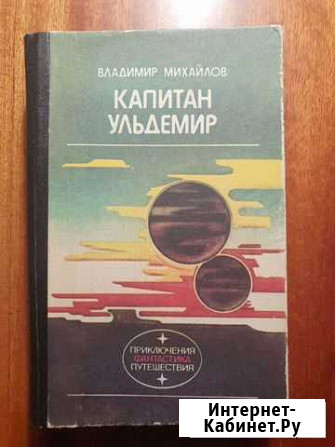 ВЛАДИМИР МИХАЙЛОВ
КАПИТАН
УЛЬДЕМИР
ПРИКЛЮЧЕНИЯ
ФАНТАСТИКА
ПУТЕШЕСТВИЯ
Интернет-
Кабинет.Ру